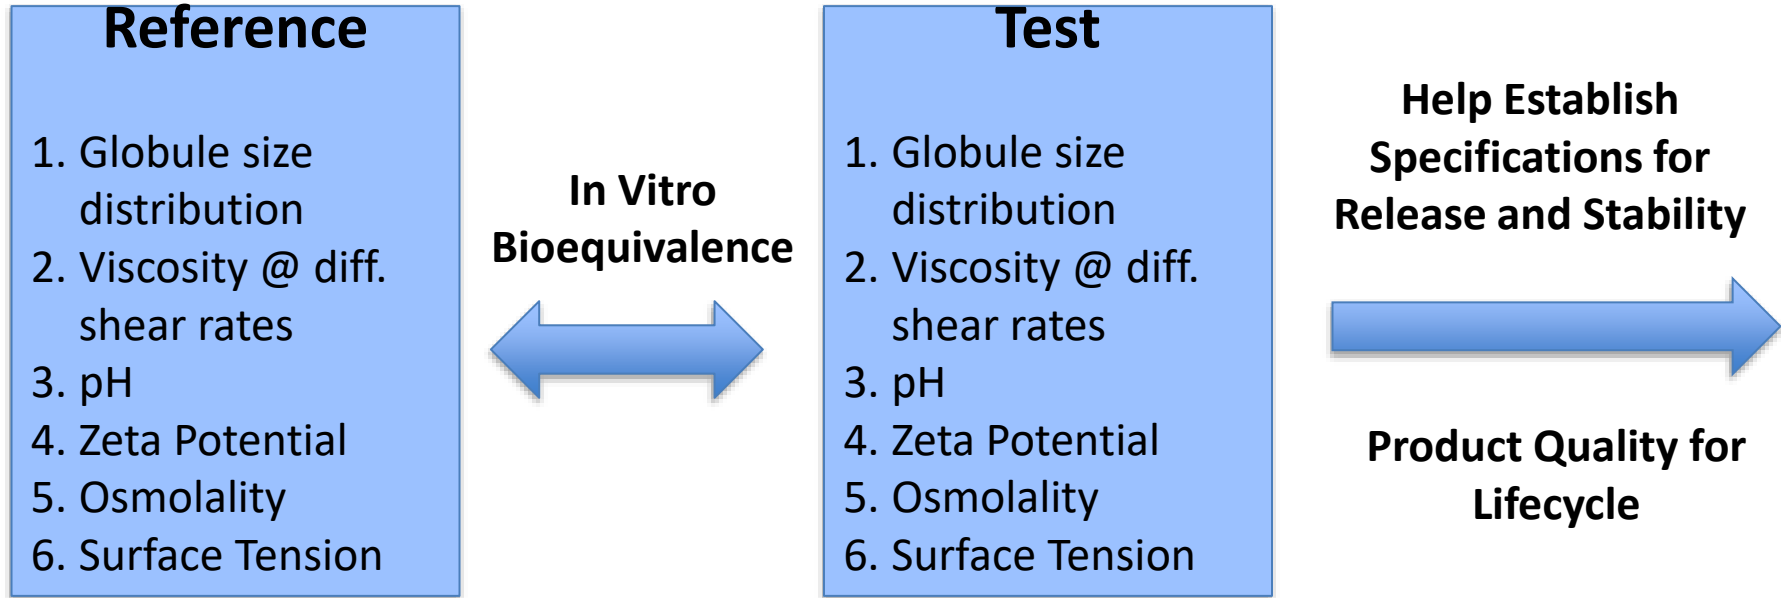 Reference
1. Globule size
distribution
2. Viscosity @ diff.
shear rates
3. pH
4. Zeta Potential
5. Osmolality
6. Surface Tension
In Vitro
Bioequivalence
Test
1. Globule size
distribution
2. Viscosity @ diff.
shear rates
3. pH
4. Zeta Potential
5. Osmolality
6. Surface Tension
Help Establish
Specifications for
Release and Stability
Product Quality for
Lifecycle